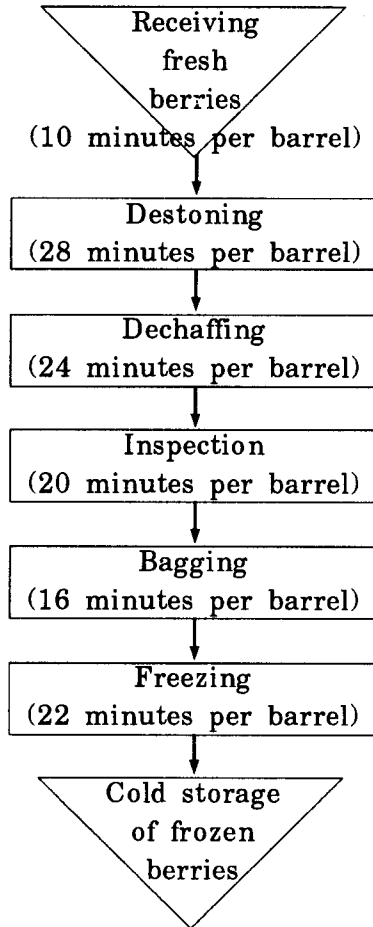 Receiving
fresh
berries
(10 minutes per barrel)
Destoning
(28 minutes per barrel)
Dechaffing
(24 minutes per barrel)
Inspection
(20 minutes per barrel)
Bagging
(16 minutes per barrel)
Freezing
(22 minutes per barrel)
Cold storage
of frozen
berries